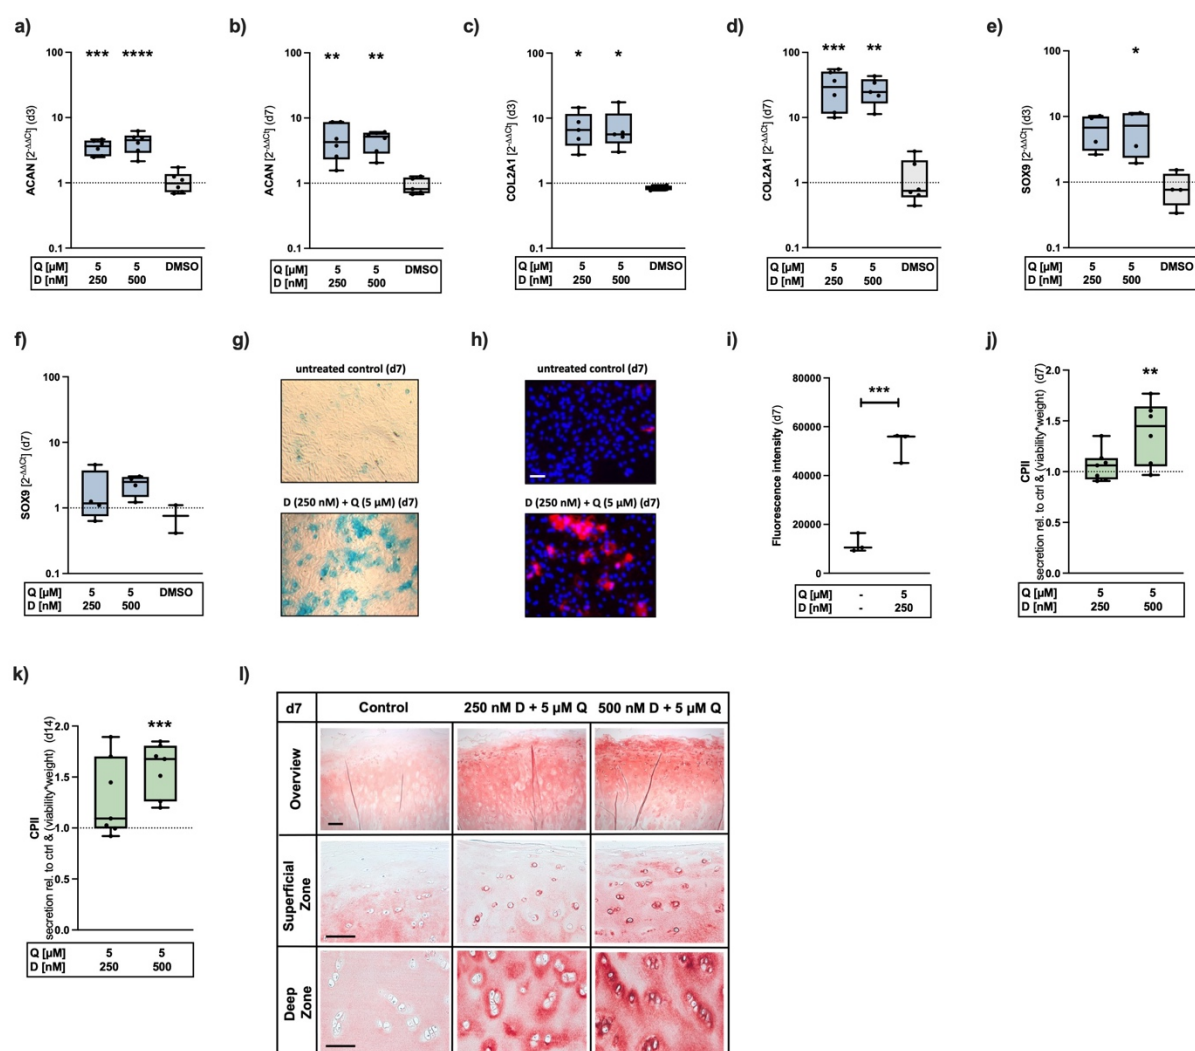 a)
***
****
100
10
1
0.1
ACAN [2-ΔΔCt] (d3)
Q [µM] 5 5 DMSO
D [nM] 250 500
b)
**
**
100
10
1
0.1
ACAN [2-ΔΔCt] (d7)
Q [µM] 5 5 DMSO
D [nM] 250 500
c)
*
*
100
10
1
0.1
COL2A1 [2-ΔΔCt] (d3)
Q [µM] 5 5 DMSO
D [nM] 250 500
d)
***
**
100
10
1
0.1
COL2A1 [2-ΔΔCt] (d7)
Q [µM] 5 5 DMSO
D [nM] 250 500
e)
*
100
10
1
0.1
SOX9 [2-ΔΔCt] (d3)
Q [µM] 5 5 DMSO
D [nM] 250 500
f)
100
10
1
0.1
SOX9 [2-ΔΔCt] (d7)
Q [µM] 5 5 DMSO
D [nM] 250 500
g)
untreated control (d7)
D (250 nM) + Q (5 µM) (d7)
h)
untreated control (d7)
D (250 nM) + Q (5 µM) (d7)
i)
***
80000
60000
40000
20000
0
Fluorescence intensity (d7)
Q [µM] - 5
D [nM] - 250
j)
**
2.0
1.5
1.0
0.5
0.0
CPII
secretion rel. to ctrl & (viability*weight) (d7)
Q [µM] 5 5
D [nM] 250 500
k)
***
2.0
1.5
1.0
0.5
0.0
CPII
secretion rel. to ctrl & (viability*weight) (d14)
Q [µM] 5 5
D [nM] 250 500
l)
d7 Control 250 nM D + 5 µM Q 500 nM D + 5 µM Q
Overview
Superficial
Zone
Deep
Zone